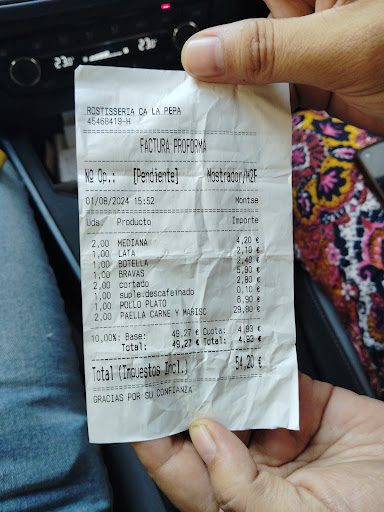 ROSTISSERIA CA LA PEPA
45468419-H
FACTURA PROFORMA
Nº Op.: [Pendiente] Mostrador/MQF
01/08/2024 15:52 Montse
Uds. Producto Importe
2,00 MEDIANA 4,20 €
1,00 LATA 2,10 €
1,00 BOTELLA 2,40 €
1,00 BRAVAS 5,90 €
2,00 cortado 2,80 €
1,00 suple.descafeinado 0,10 €
1,00 POLLO PLATO 6,90 €
2,00 PAELLA CARNE Y MARISC 29,80 €
10,00% Base: 49,27 € Cuota: 4,93 €
Total: 49,27 € Total: 4,93 €
Total (Impuestos Incl.) 54,20 €
GRACIAS POR SU CONFIANZA